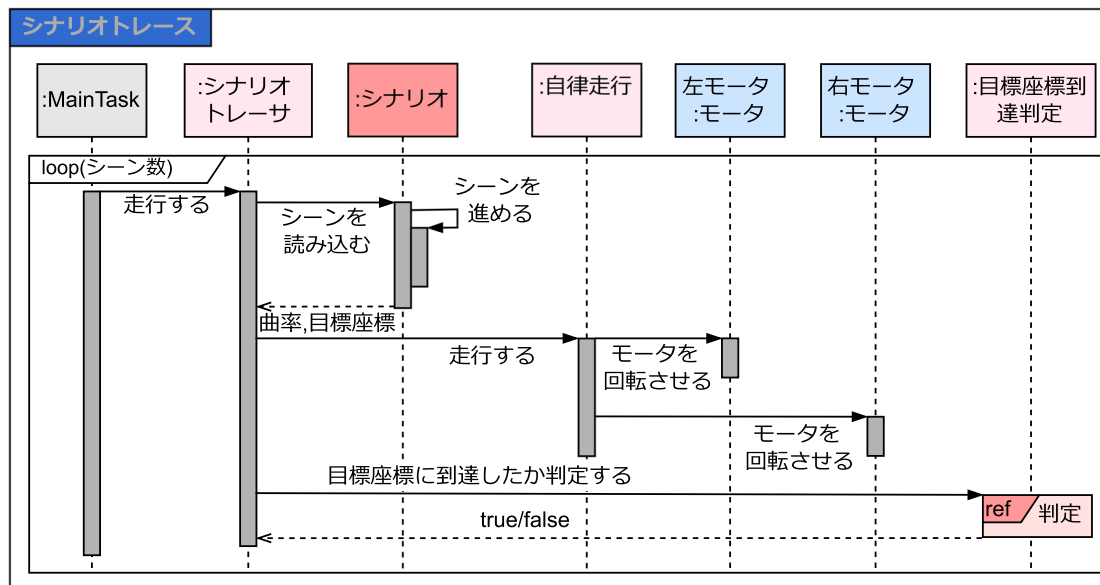 シナリオトレース
:MainTask
:シナリオ
トレーサ
:シナリオ
:自律走行
左モータ
:モータ
右モータ
:モータ
:目標座標到
達判定
loop(シーン数)
走行する
シーンを
読み込む
シーンを
進める
曲率,目標座標
走行する
モータを
回転させる
モータを
回転させる
目標座標に到達したか判定する
ref
判定
true/false